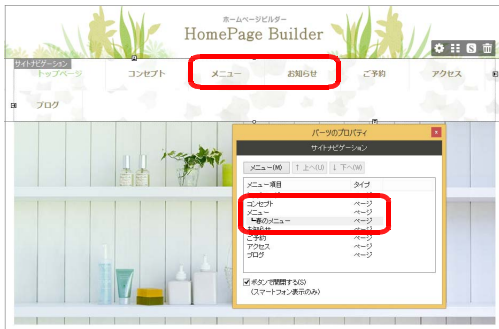 ホームページビルダー
HomePage Builder
S
サイトナビゲーション
トップページ コンセプト メニュー お知らせ ご予約 アクセス
ブログ
パーツのプロパティ
x
サイトナビゲーション
メニュー(M) ↑ 上へ(U) ↓ 下へ(W)
メニュー項目 タイプ
コンセプト ページ
メニュー ページ
┗春のメニュー ページ
お知らせ ページ
ご予約 ページ
アクセス ページ
ブログ ページ
ボタンで開閉する(S)
(スマートフォン表示のみ)